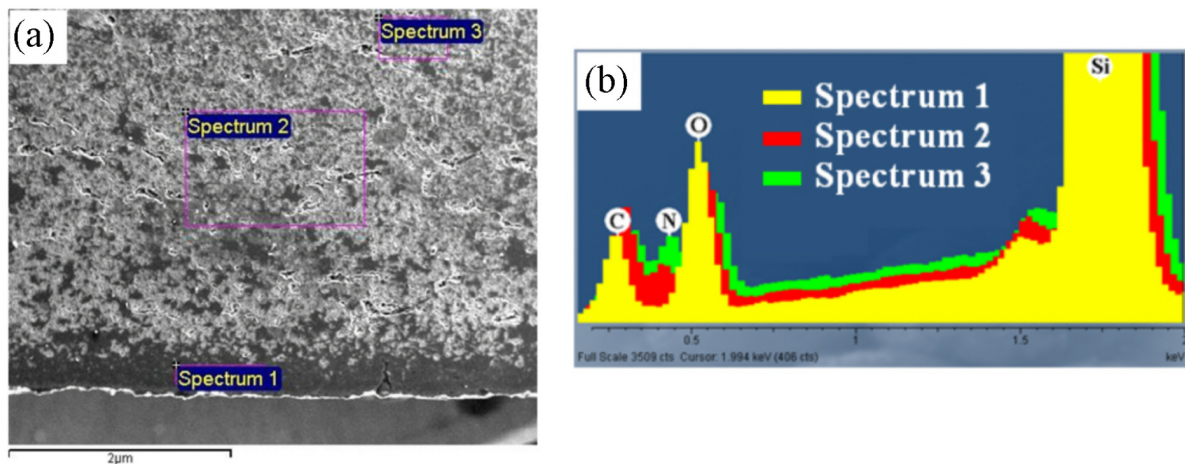 (a)
Spectrum 3
Spectrum 2
Spectrum 1
2µm
(b)
Spectrum 1
Spectrum 2
Spectrum 3
C
N
O
Si
0.5
1
1.5
2
Full Scale 3509 cts Cursor: 1.994 keV (406 cts)
keV